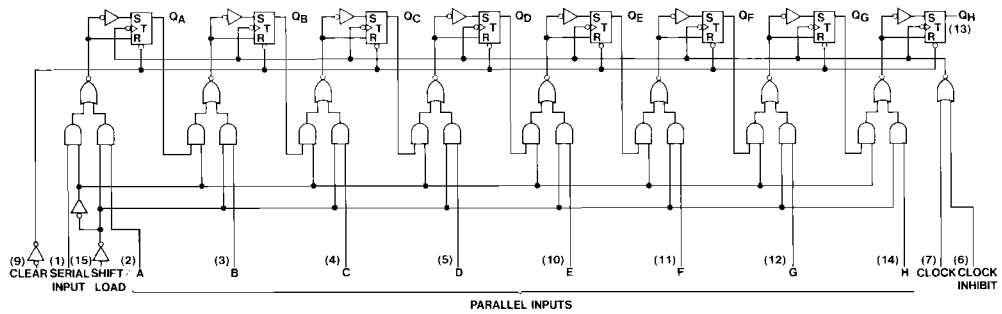 S T R QA
S T R QB
S T R QC
S T R QD
S T R QE
S T R QF
S T R QG
S T R QH
(13)
(9) (1) (15) (2) (3) (4) (5) (10) (11) (12) (14) (7) (6)
CLEAR SERIAL SHIFT/ A B C D E F G H CLOCK CLOCK
INPUT LOAD INHIBIT
PARALLEL INPUTS